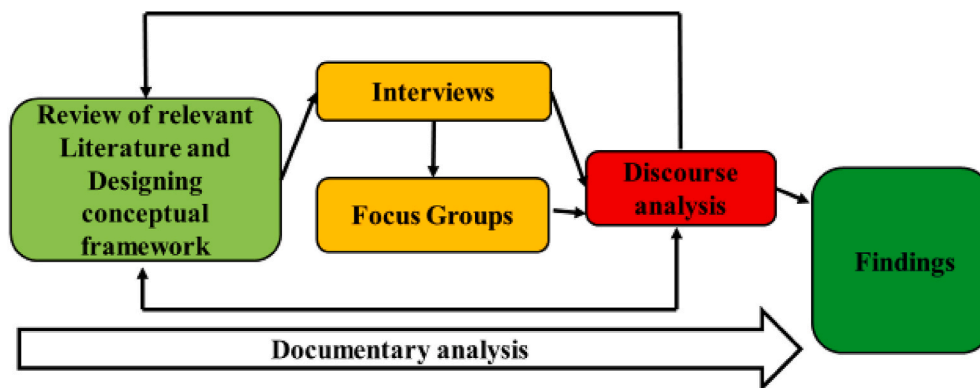 Review of relevant
Literature and
Designing
conceptual
framework
Interviews
Focus Groups
Discourse
analysis
Findings
Documentary analysis